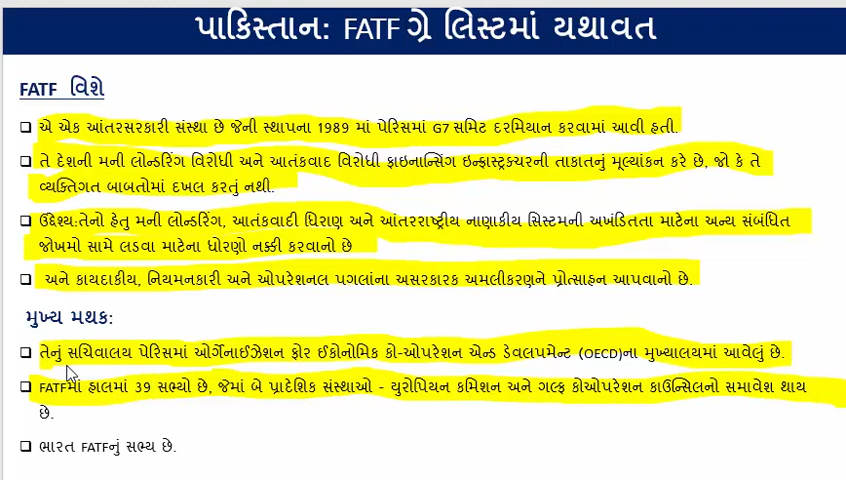 પાકિસ્તાન: FATF ગ્રે લિસ્ટમાં યથાવત
FATF વિશે
એ એક આંતરસરકારી સંસ્થા છે જેની સ્થાપના 1989 માં પેરિસમાં G7 સમિટ દરમિયાન કરવામાં આવી હતી.
તે દેશની મની લોન્ડરિંગ વિરોધી અને આતંકવાદ વિરોધી ફાઇનાન્સિંગ ઇન્ફ્રાસ્ટ્રક્ચરની તાકાતનું મૂલ્યાંકન કરે છે, જો કે તે
વ્યક્તિગત બાબતોમાં દખલ કરતું નથી.
ઉદ્દેશ્ય:તેનો હેતુ મની લોન્ડરિંગ, આતંકવાદી ધિરાણ અને આંતરરાષ્ટ્રીય નાણાકીય સિસ્ટમની અખંડિતતા માટેના અન્ય સંબંધિત
જોખમો સામે લડવા માટેના ધોરણો નક્કી કરવાનો છે
અને કાયદાકીય, નિયમનકારી અને ઓપરેશનલ પગલાંના અસરકારક અમલીકરણને પ્રોત્સાહન આપવાનો છે.
મુખ્ય મથક:
તેનું સચિવાલય પેરિસમાં ઓર્ગેનાઈઝેશન ફોર ઈકોનોમિક કો-ઓપરેશન એન્ડ ડેવલપમેન્ટ (OECD)ના મુખ્યાલયમાં આવેલું છે.
FATFમાં હાલમાં 39 સભ્યો છે, જેમાં બે પ્રાદેશિક સંસ્થાઓ - યુરોપિયન કમિશન અને ગલ્ફ કોઓપરેશન કાઉન્સિલનો સમાવેશ થાય
છે.
ભારત FATFનું સભ્ય છે.